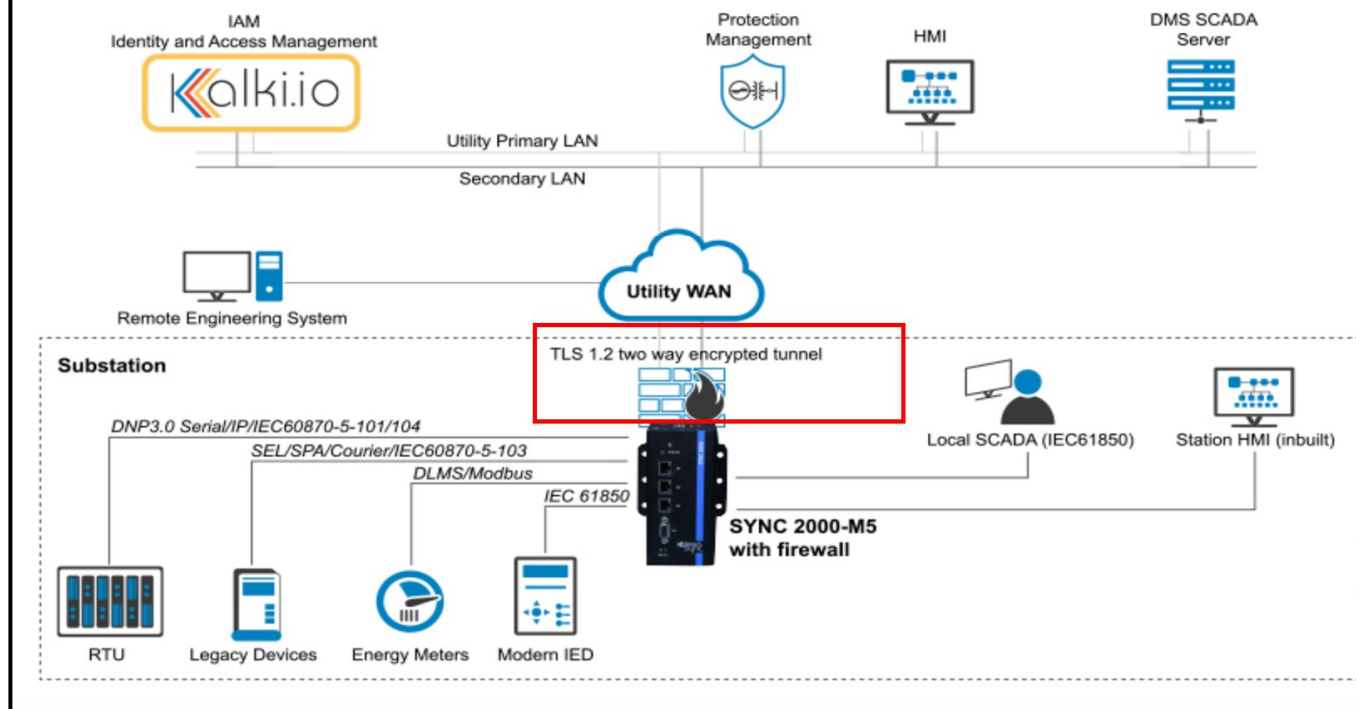 IAM
Identity and Access Management
Kalki.io
Protection
Management
HMI
DMS SCADA
Server
Utility Primary LAN
Secondary LAN
Utility WAN
Remote Engineering System
TLS 1.2 two way encrypted tunnel
Substation
DNP3.0 Serial/IP/IEC60870-5-101/104
SEL/SPA/Courier/IEC60870-5-103
DLMS/Modbus
IEC 61850
Local SCADA (IEC61850)
Station HMI (inbuilt)
SYNC 2000-M5
with firewall
RTU
Legacy Devices
Energy Meters
Modern IED